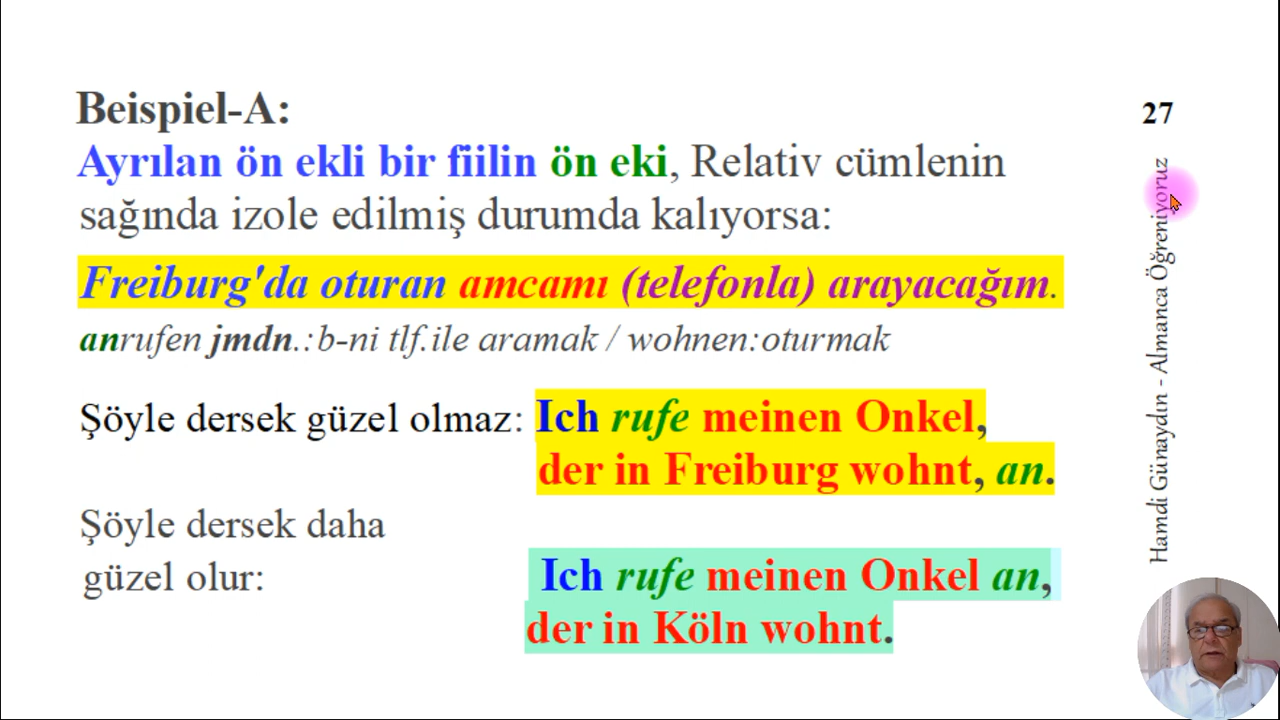 Beispiel-A:
27
Ayrılan ön ekli bir fiilin ön eki, Relativ cümlenin
sağında izole edilmiş durumda kalıyorsa:
Freiburg'da oturan amcamı (telefonla) arayacağım.
anrufen jmdn.:b-ni tlf.ile aramak / wohnen:oturmak
Şöyle dersek güzel olmaz: Ich rufe meinen Onkel,
der in Freiburg wohnt, an.
Şöyle dersek daha
güzel olur: Ich rufe meinen Onkel an,
der in Köln wohnt.
Hamdi Günaydın - Almanca Öğreniyoruz